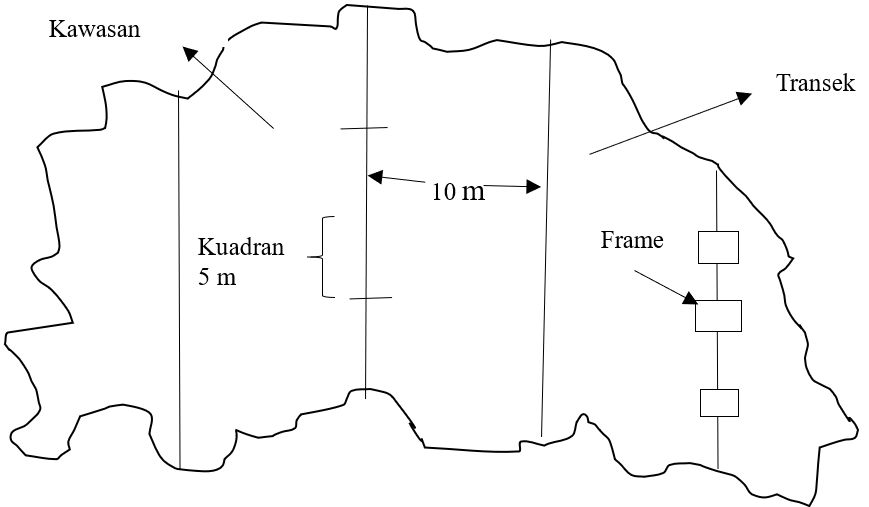 Kawasan
Transek
10 m
Kuadran
5 m
Frame